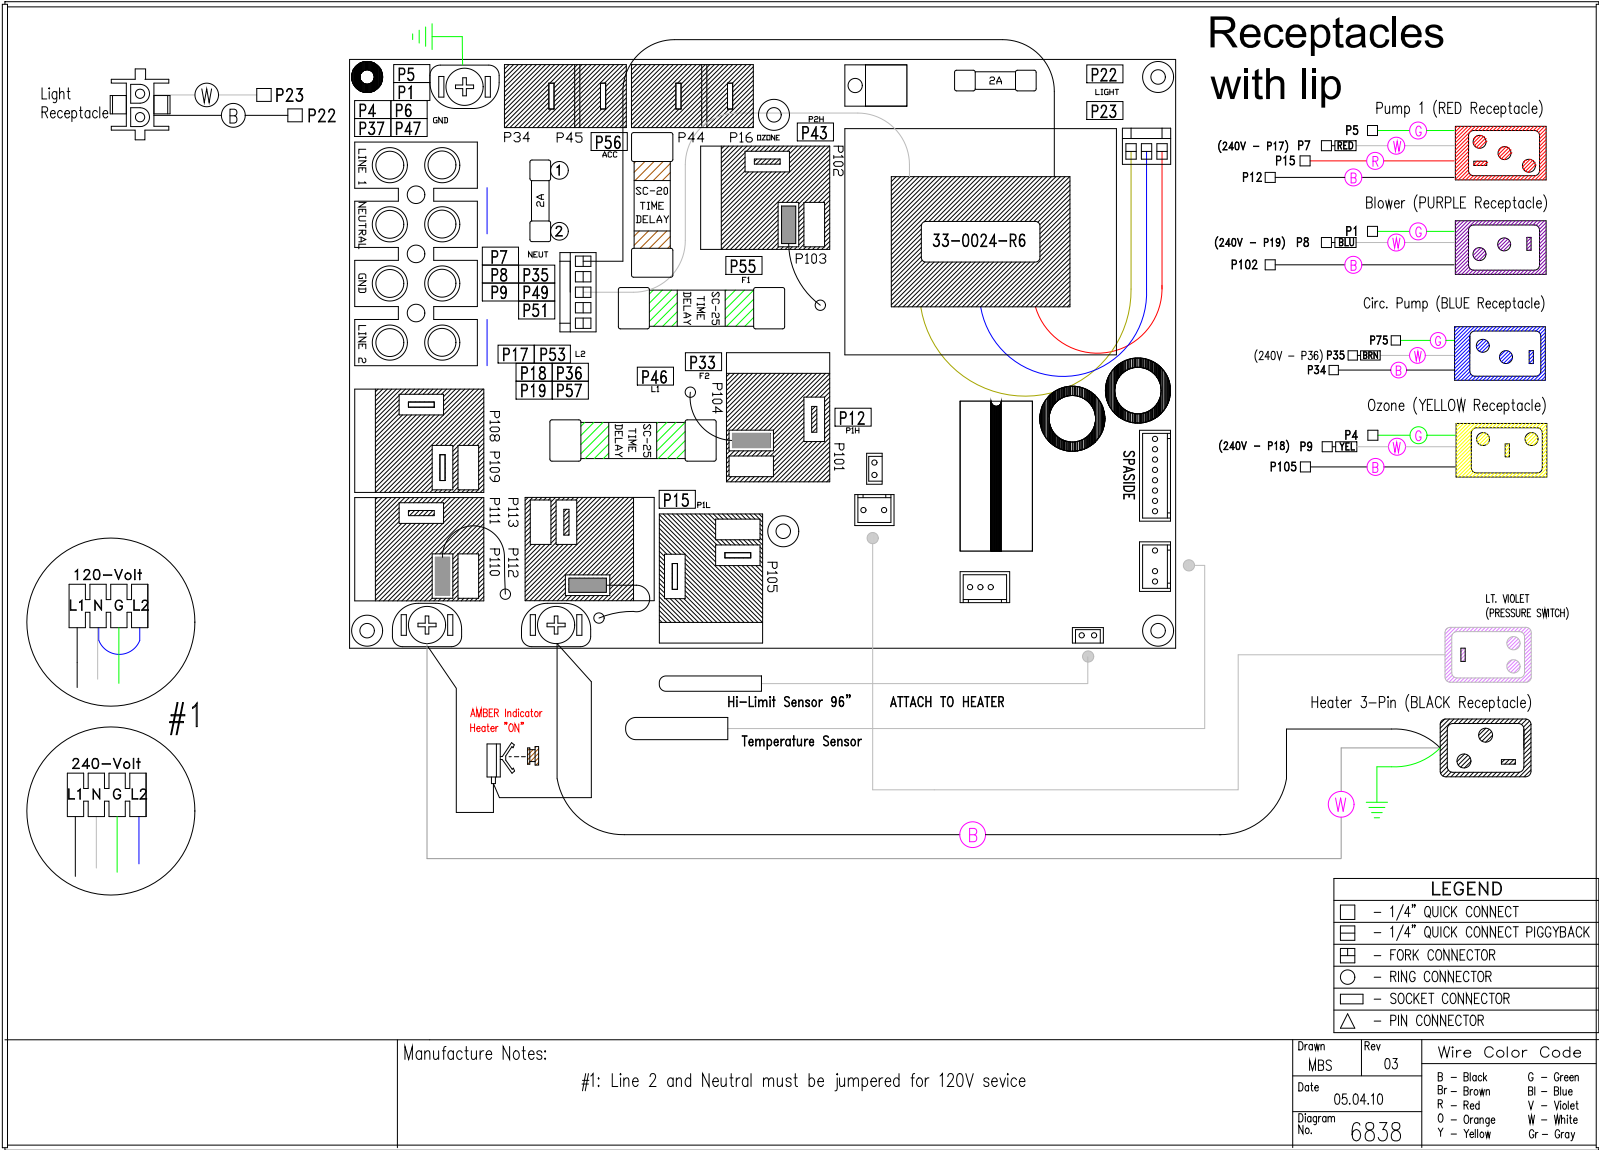 Receptacles
with lip
Light
Receptacle
W
P23
B
P22
P5
P1
P4 P6
P37 P47
GND
P34 P45 P44 P16
P56
ACC
OZONE
P2H
P43
2A
P22
LIGHT
P23
LINE 1
NEUTRAL
GND
LINE 2
1
2A
2
SC-20
TIME
DELAY
P102
P103
33-0024-R6
NEUT
P7
P8 P35
P9 P49
P51
P55
F1
SC-25
TIME
DELAY
P17 P53 L2
P18 P36
P19 P57
P46
L1
P33
F2
P104
P101
P12
P1H
P108
P109
SC-25
TIME
DELAY
SPASIDE
P111
P110
P113
P112
P15 P1L
P105
Pump 1 (RED Receptacle)
P5 G
(240V - P17) P7 RED W
P15 R
P12 B
Blower (PURPLE Receptacle)
P1 G
(240V - P19) P8 BLU W
P102 B
Circ. Pump (BLUE Receptacle)
P75 G
(240V - P36) P35 BRN W
P34 B
Ozone (YELLOW Receptacle)
P4 G
(240V - P18) P9 YEL W
P105 B
LT. VIOLET
(PRESSURE SWITCH)
Heater 3-Pin (BLACK Receptacle)
W
B
120-Volt
L1 N G L2
#1
240-Volt
L1 N G L2
AMBER Indicator
Heater "ON"
Hi-Limit Sensor 96"
ATTACH TO HEATER
Temperature Sensor
LEGEND
- 1/4" QUICK CONNECT
- 1/4" QUICK CONNECT PIGGYBACK
- FORK CONNECTOR
- RING CONNECTOR
- SOCKET CONNECTOR
- PIN CONNECTOR
Manufacture Notes:
#1: Line 2 and Neutral must be jumpered for 120V sevice
Drawn
MBS
Rev
03
Date
05.04.10
Diagram
No.
6838
Wire Color Code
B - Black G - Green
Br - Brown Bl - Blue
R - Red V - Violet
O - Orange W - White
Y - Yellow Gr - Gray